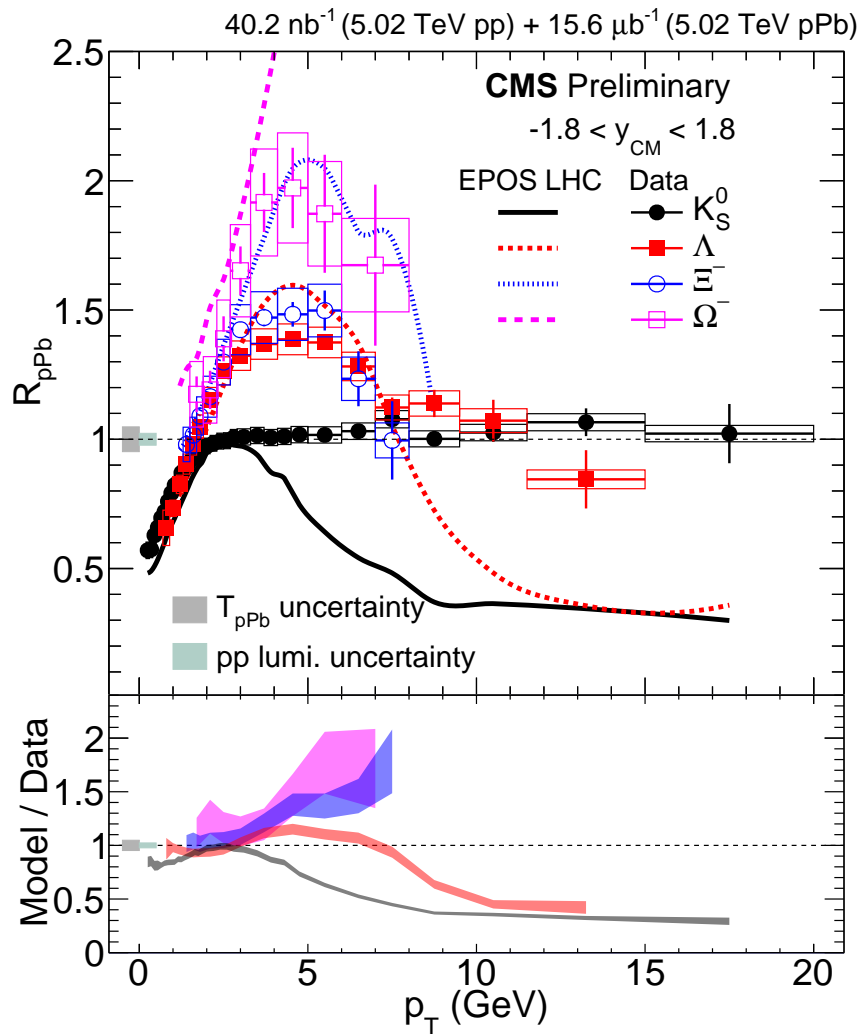 40.2 nb⁻¹ (5.02 TeV pp) + 15.6 μb⁻¹ (5.02 TeV pPb)
CMS Preliminary
-1.8 < y_CM < 1.8
EPOS LHC Data
K⁰_S
Λ
Ξ⁻
Ω⁻
R_pPb
2.5
2
1.5
1
0.5
T_pPb uncertainty
pp lumi. uncertainty
Model / Data
2
1.5
1
0.5
0
0 5 10 15 20
p_T (GeV)